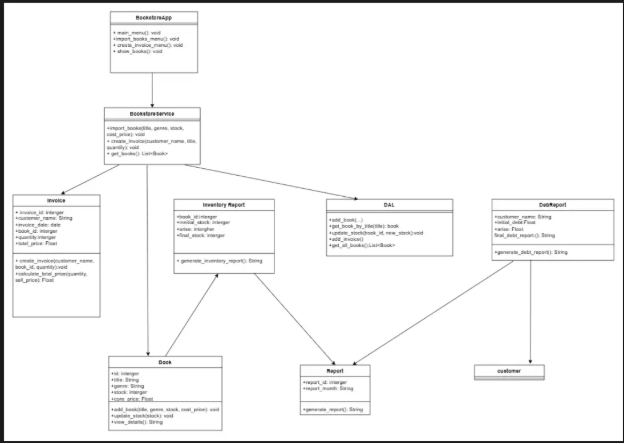 BookstoreApp
+ main_menu(): void
+import_books_menu(): void
+ create_invoice_menu(): void
+ show_books(): void
BookstoreService
+import_books(title, genre, stock,
cost_price): void
+ create_invoice(customer_name, title,
quantity): void
+ get_books(): List<Book>
Invoice
+ invoice_id: interger
+customer_name: String
+invoice_date: date
+book_id: interger
+quantity:interger
+total_price: Float
+ create_invoice(customer_name,
book_id, quantity):void
+calculate_total_price(quantity,
sell_price): Float
Inventory Report
+book_id:interger
+initial_stock: interger
+arise: intergher
+final_stock: interger
+ generate_inventory_report(): String
DAL
+add_book(...)
+get_book_by_title(title): book
+update_stock(book_id, new_stock):void
+add_invoice()
+get_all_books():List<Book>
DebtReport
+customer_name: String
+initial_debt:Float
+arise: Float
final_debt_report(): String
+generate_debt_report(): String
Book
+id: interger
+title: String
+genre: String
+stock: interger
price: Float
+add_book(title, genre, stock, cost_price): void
+update_stock(stock): void
+view_details(): String
Report
+report_id: interger
+report_month: String
+generate_report(): String
customer